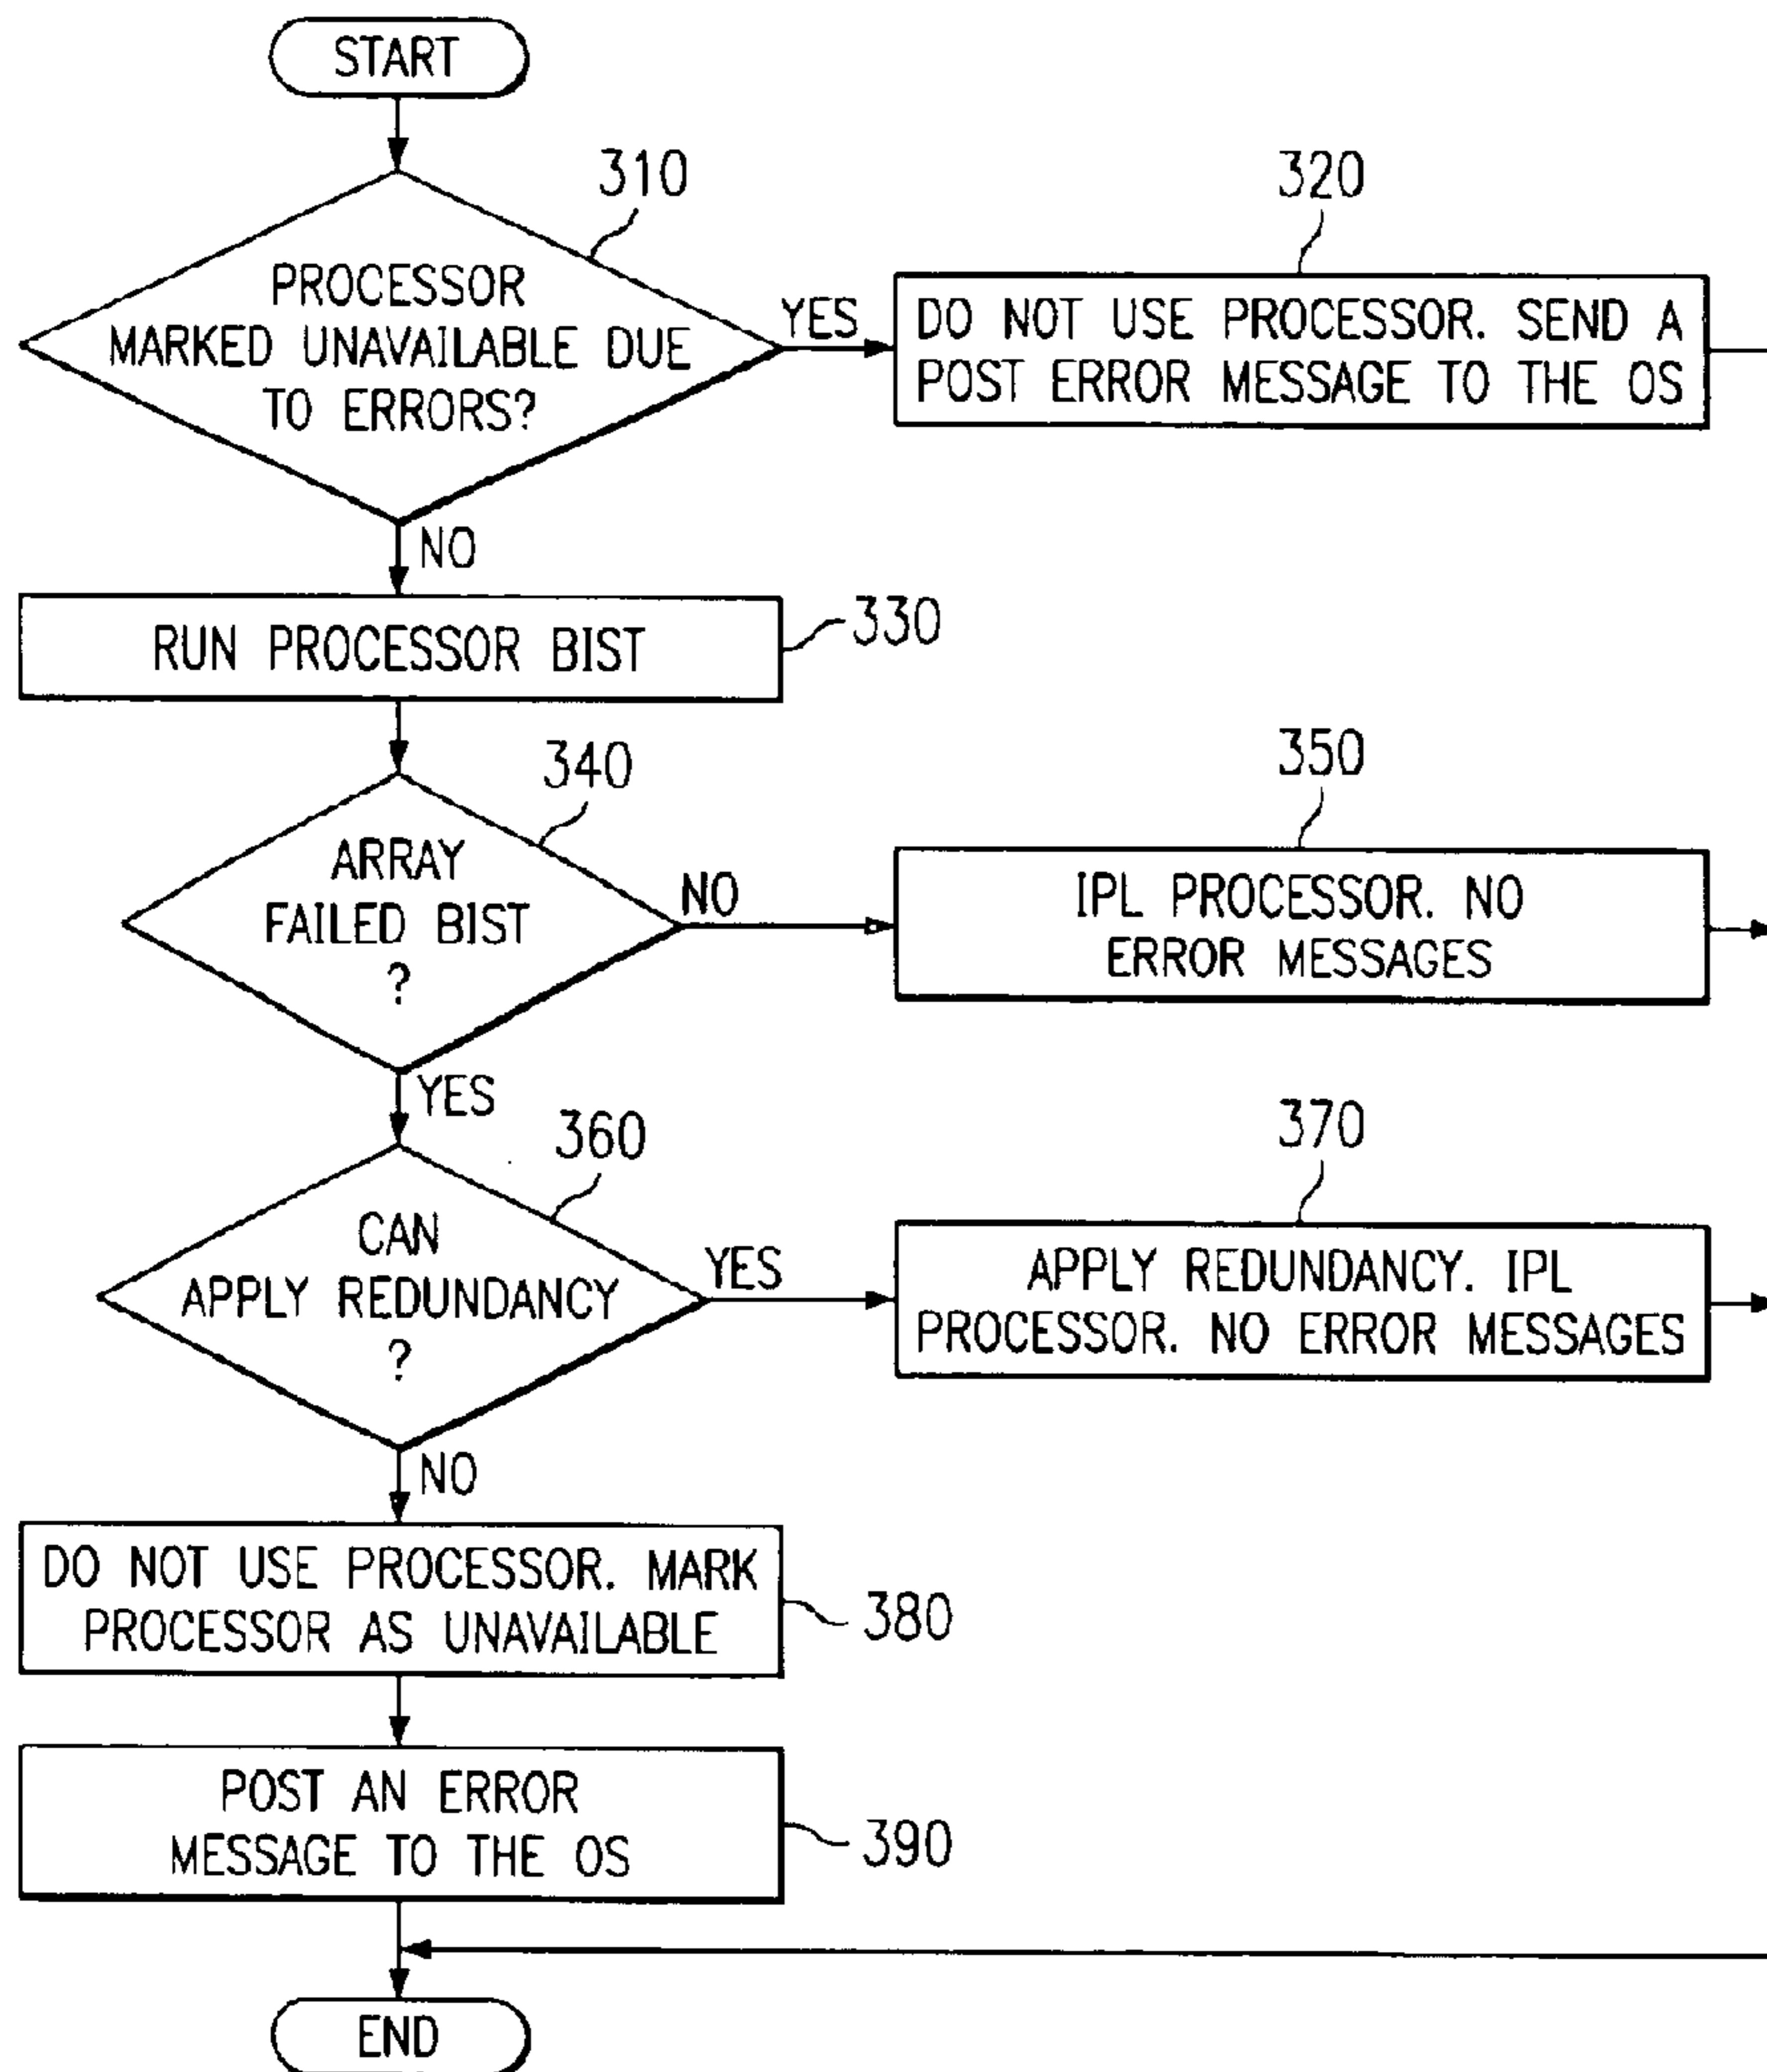 START
310
PROCESSOR
MARKED UNAVAILABLE DUE
TO ERRORS?
YES
320
DO NOT USE PROCESSOR. SEND A
POST ERROR MESSAGE TO THE OS
NO
RUN PROCESSOR BIST
330
340
ARRAY
FAILED BIST
?
NO
350
IPL PROCESSOR. NO
ERROR MESSAGES
YES
360
CAN
APPLY REDUNDANCY
?
YES
370
APPLY REDUNDANCY. IPL
PROCESSOR. NO ERROR MESSAGES
NO
DO NOT USE PROCESSOR. MARK
PROCESSOR AS UNAVAILABLE
380
POST AN ERROR
MESSAGE TO THE OS
390
END